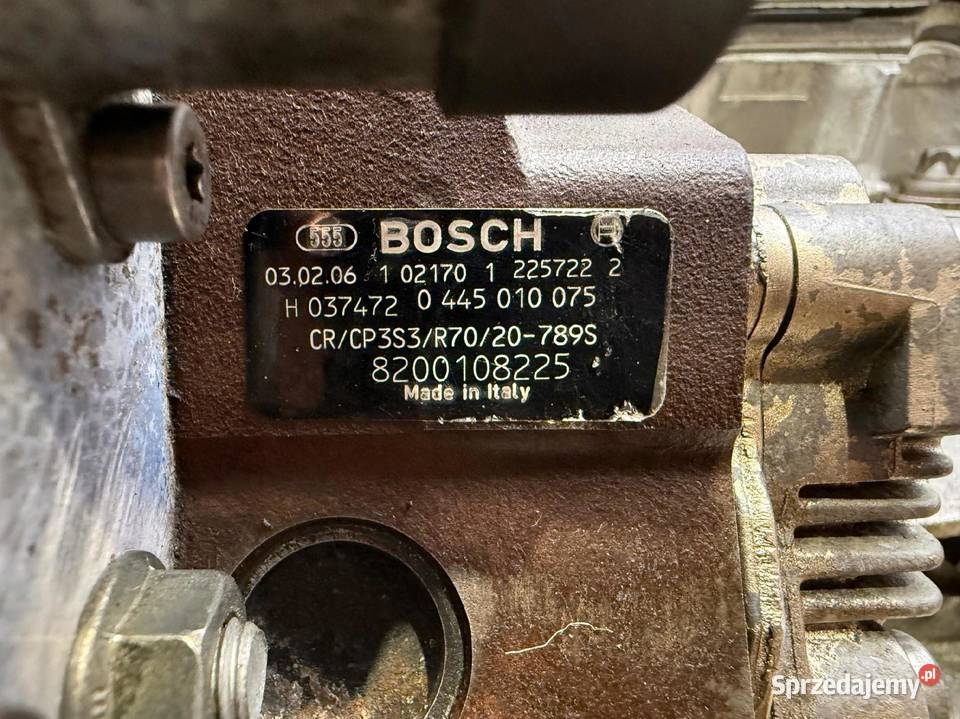 555 BOSCH
03.02.06 1 02170 1 225722 2
H 037472 0 445 010 075
CR/CP3S3/R70/20-789S
8200108225
Made in Italy
Sprzedajemy.pl